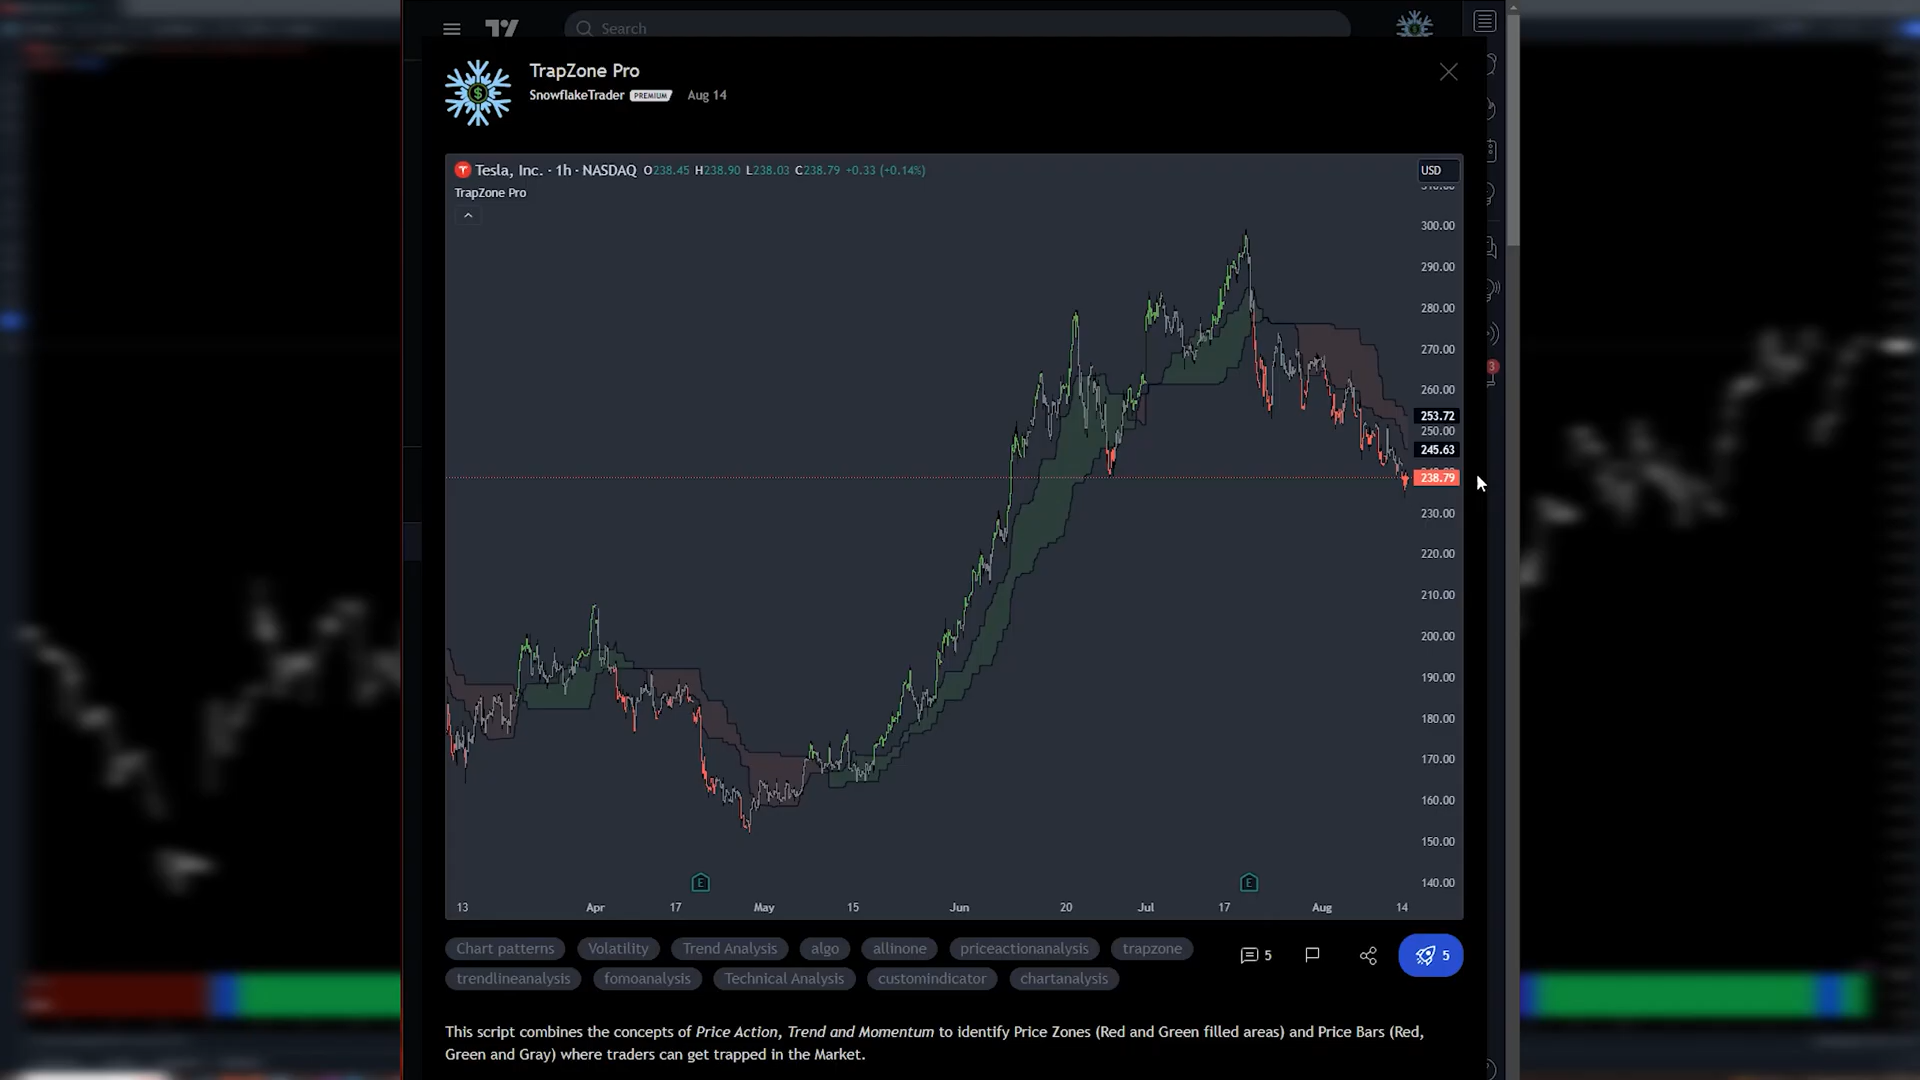 Search
TrapZone Pro
SnowflakeTrader PREMIUM Aug 14
Tesla, Inc. · 1h · NASDAQ O238.45 H238.90 L238.03 C238.79 +0.33 (+0.14%)
USD
TrapZone Pro
300.00
290.00
280.00
270.00
260.00
253.72
250.00
245.63
238.79
230.00
220.00
210.00
200.00
190.00
180.00
170.00
160.00
150.00
140.00
3
E E
13 Apr 17 May 15 Jun 20 Jul 17 Aug 14
Chart patterns Volatility Trend Analysis algo allinone priceactionanalysis trapzone
trendlineanalysis fomoanalysis Technical Analysis customindicator chartanalysis
5 5
This script combines the concepts of Price Action, Trend and Momentum to identify Price Zones (Red and Green filled areas) and Price Bars (Red,
Green and Gray) where traders can get trapped in the Market.